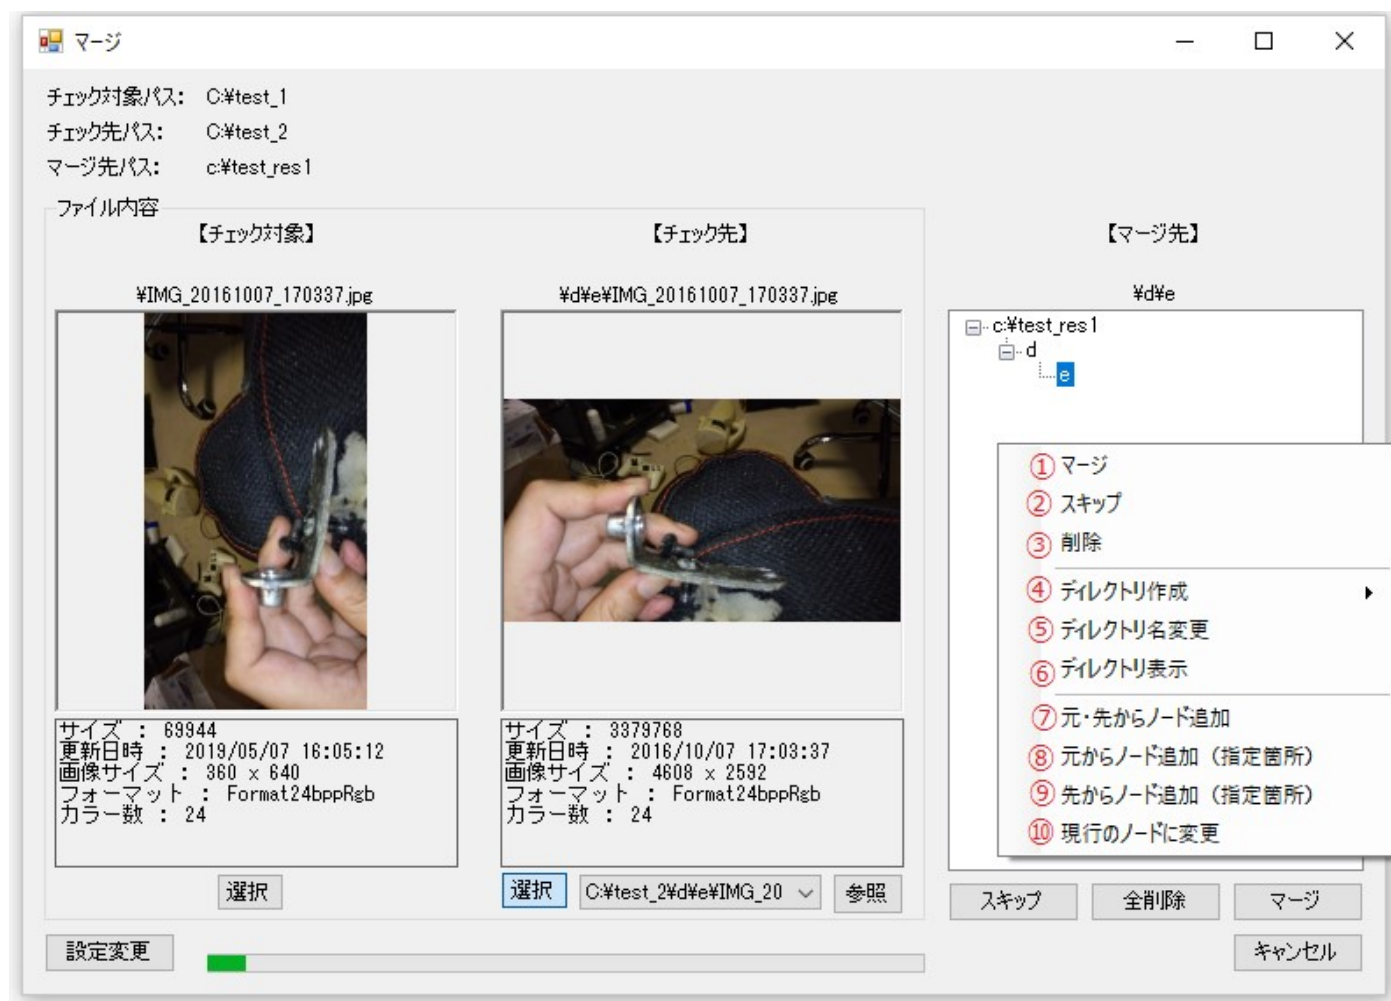 マージ
チェック対象パス: C:¥test_1
チェック先パス: C:¥test_2
マージ先パス: c:¥test_res1
ファイル内容
【チェック対象】 【チェック先】 【マージ先】
¥IMG_20161007_170337.jpg ¥d¥e¥IMG_20161007_170337.jpg ¥d¥e
c:¥test_res1
d
e
①マージ
②スキップ
③削除
④ディレクトリ作成
⑤ディレクトリ名変更
⑥ディレクトリ表示
⑦元・先からノード追加
⑧元からノード追加（指定箇所）
⑨先からノード追加（指定箇所）
⑩現行のノードに変更
サイズ : 69944
更新日時 : 2019/05/07 16:05:12
画像サイズ : 360 x 640
フォーマット : Format24bppRgb
カラー数 : 24
サイズ : 3379768
更新日時 : 2016/10/07 17:03:37
画像サイズ : 4608 x 2592
フォーマット : Format24bppRgb
カラー数 : 24
選択 選択 C:¥test_2¥d¥e¥IMG_20 参照
スキップ 全削除 マージ
設定変更 キャンセル